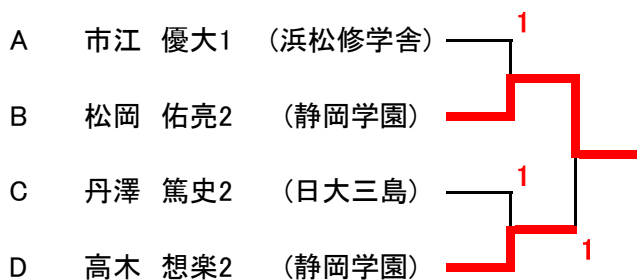 A 市江 優大1 (浜松修学舎) 1
B 松岡 佑亮2 (静岡学園)
C 丹澤 篤史2 (日大三島) 1
D 高木 想楽2 (静岡学園) 1